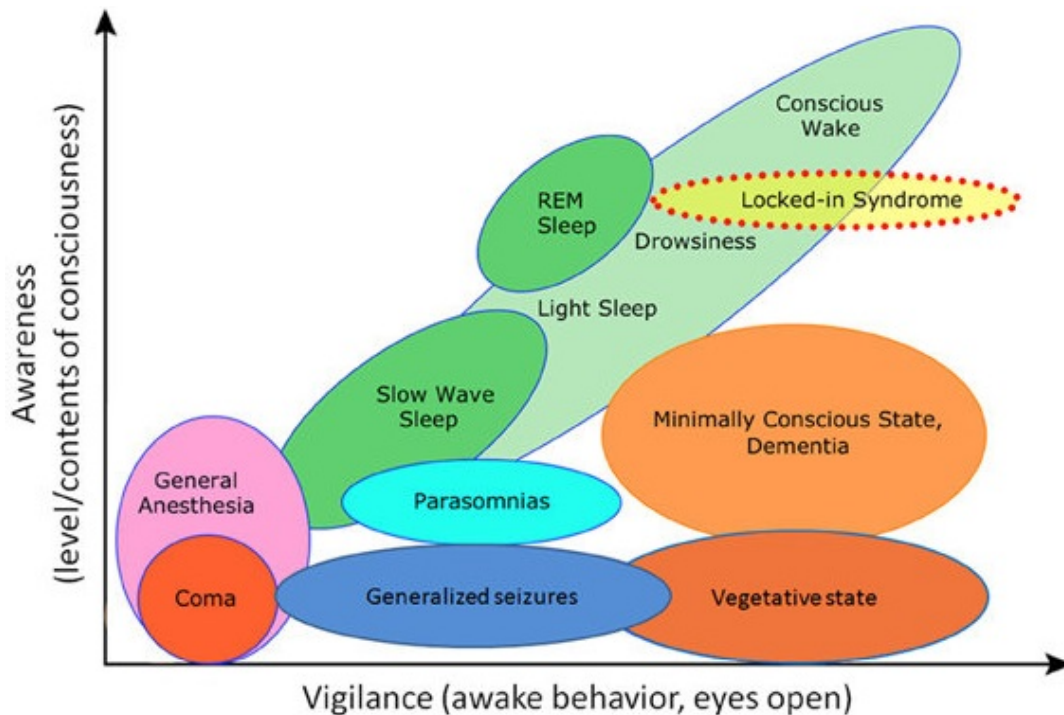 Awareness
(level/contents of consciousness)
Conscious
Wake
REM
Sleep
Locked-in Syndrome
Drowsiness
Light Sleep
Slow Wave
Sleep
Minimally Conscious State,
Dementia
General
Anesthesia
Parasomnias
Coma
Generalized seizures
Vegetative state
Vigilance (awake behavior, eyes open)